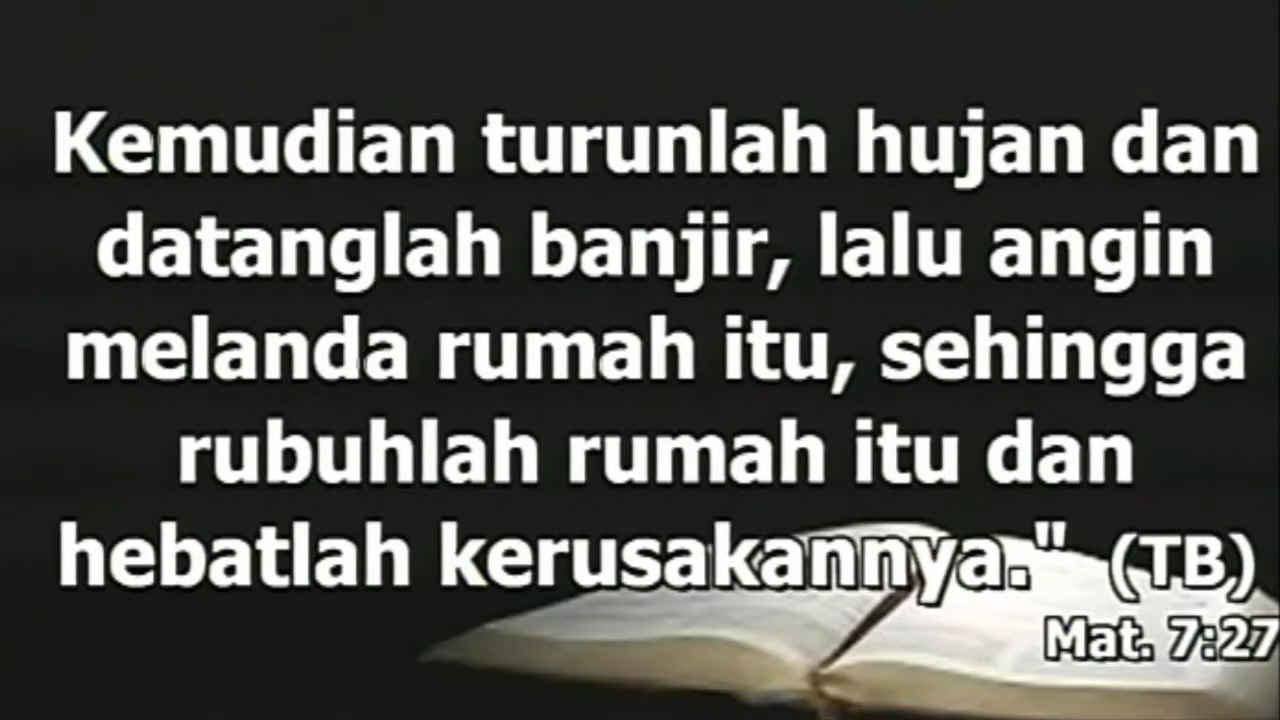 Kemudian turunlah hujan dan
datanglah banjir, lalu angin
melanda rumah itu, sehingga
rubuhlah rumah itu dan
hebatlah kerusakannya." (TB)
Mat. 7:27